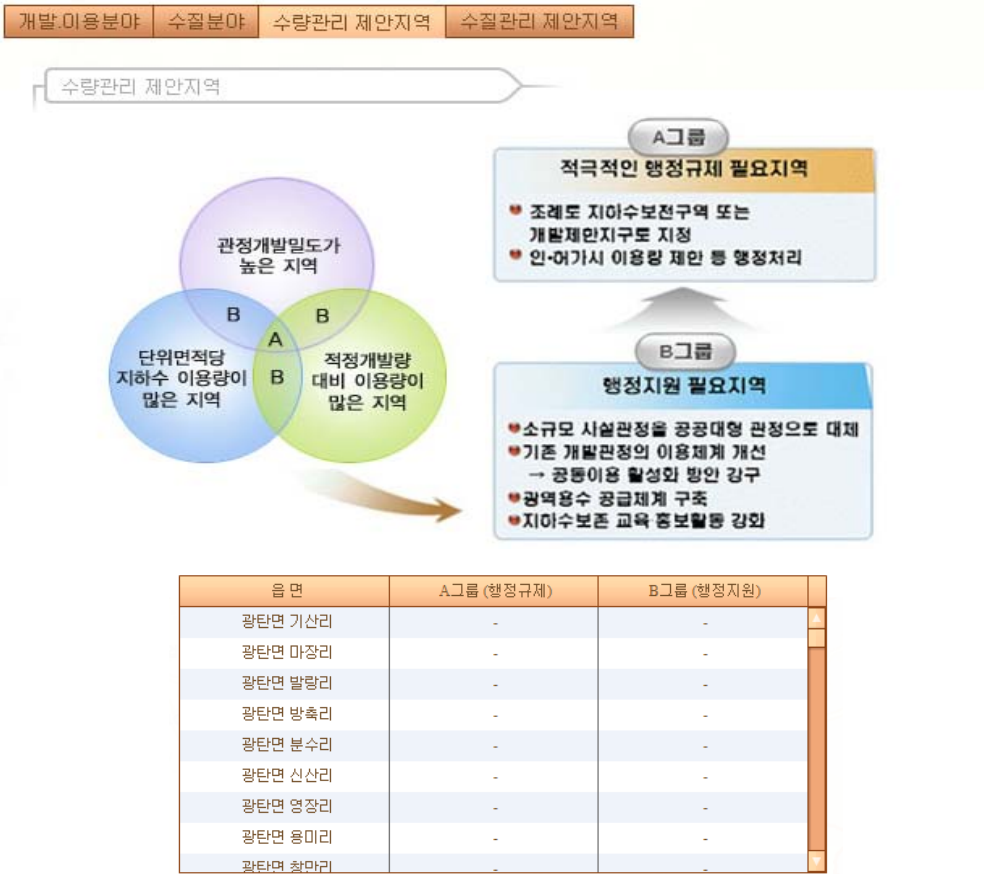 개발.이용분야 수질분야 수량관리 제안지역 수질관리 제안지역
수량관리 제안지역
관정개발밀도가
높은 지역
B
B
A
B
단위면적당
지하수 이용량이
많은 지역
적정개발량
대비 이용량이
많은 지역
A그룹
적극적인 행정규제 필요지역
조례로 지하수보전구역 또는
개발제한지구로 지정
인·허가시 이용량 제한 등 행정처리
B그룹
행정지원 필요지역
소규모 사설관정을 공공대형 관정으로 대체
기존 개발관정의 이용체계 개선
→ 공동이용 활성화 방안 강구
광역용수 공급체계 구축
지하수보존 교육·홍보활동 강화
읍면 A그룹 (행정규제) B그룹 (행정지원)
광탄면 기산리 - -
광탄면 마장리 - -
광탄면 발랑리 - -
광탄면 방축리 - -
광탄면 분수리 - -
광탄면 신산리 - -
광탄면 영장리 - -
광탄면 용미리 - -
광탄면 창만리 - -